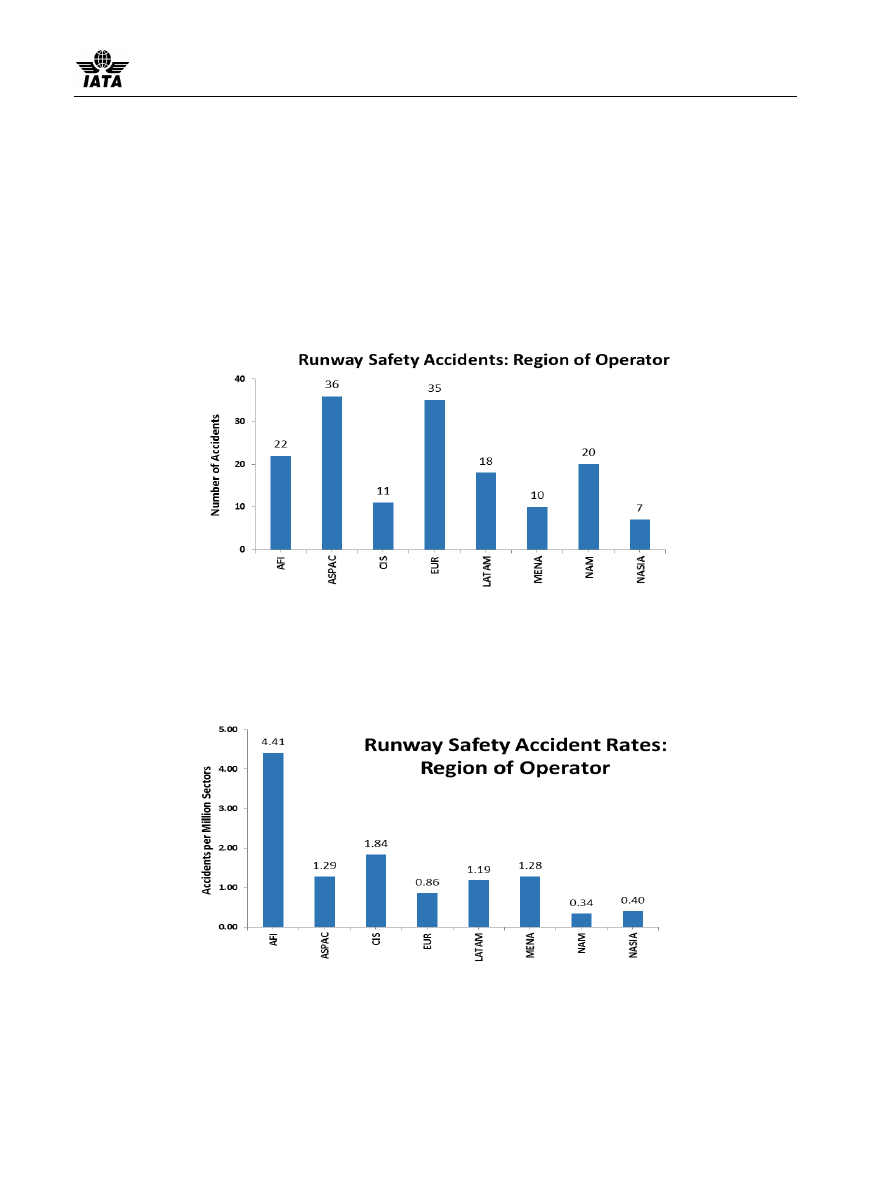 IATA
Runway Safety Accidents: Region of Operator
Number of Accidents
40
30
20
10
0
22
36
11
35
18
10
20
7
AFI
ASPAC
CIS
EUR
LATAM
MENA
NAM
NASIA
Runway Safety Accident Rates:
Region of Operator
Accidents per Million Sectors
5.00
4.00
3.00
2.00
1.00
0.00
4.41
1.29
1.84
0.86
1.19
1.28
0.34
0.40
AFI
ASPAC
CIS
EUR
LATAM
MENA
NAM
NASIA